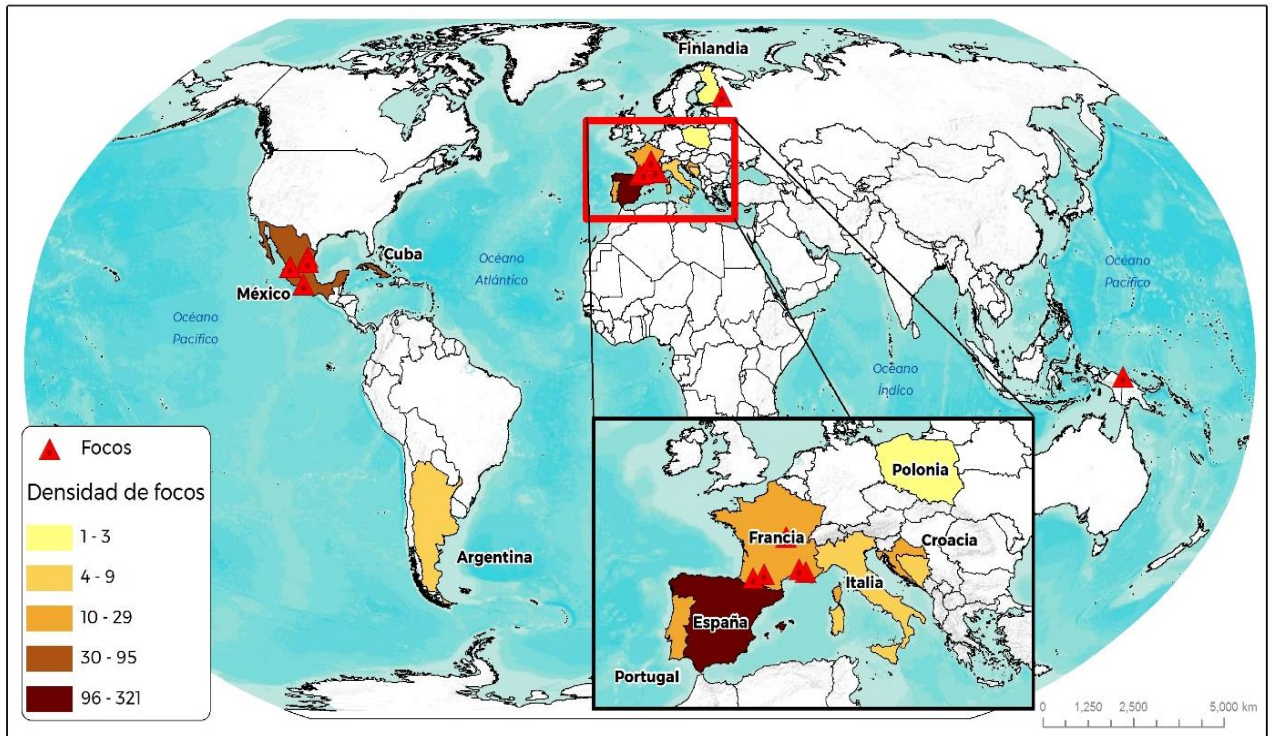 Finlandia
Cuba
México
Océano
Atlántico
Océano
Pacífico
Océano
Pacífico
Océano
Índico
Argentina
Focos
Densidad de focos
1 - 3
4 - 9
10 - 29
30 - 95
96 - 321
Polonia
Francia
Croacia
Italia
España
Portugal
0 1,250 2,500 5,000 km